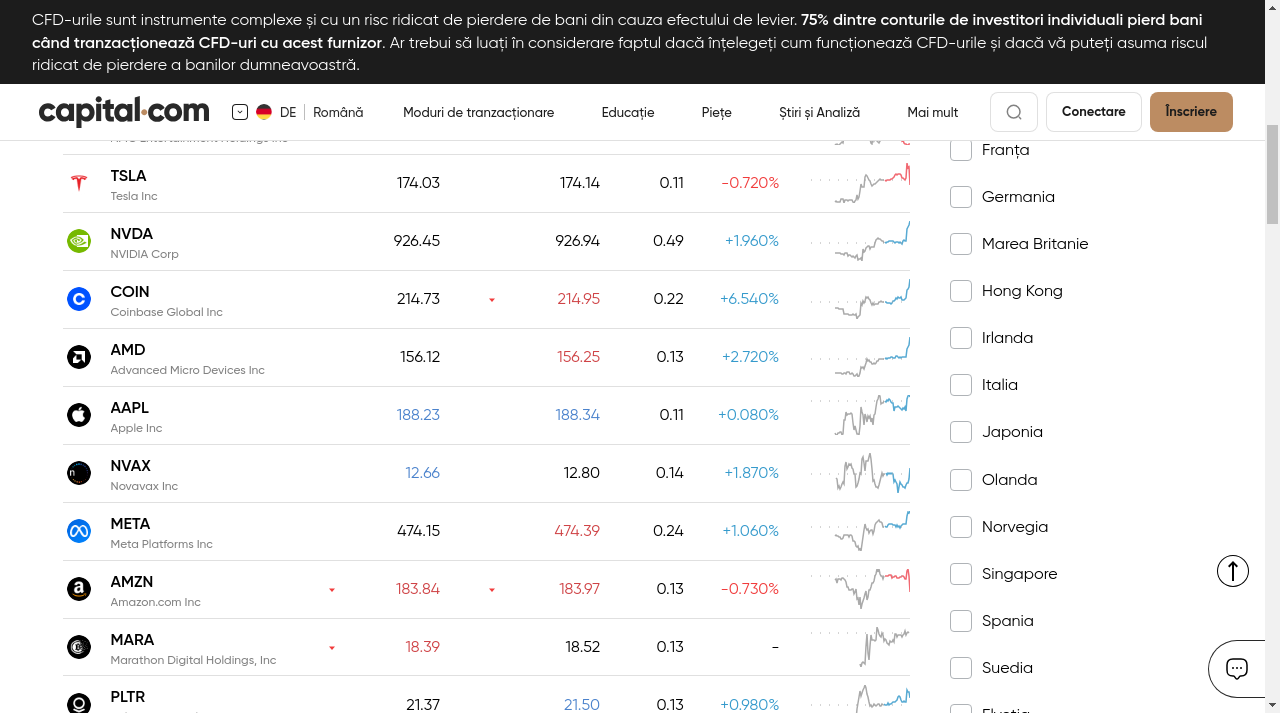 CFD-urile sunt instrumente complexe și cu un risc ridicat de pierdere de bani din cauza efectului de levier. 75% dintre conturile de investitori individuali pierd bani
când tranzacționează CFD-uri cu acest furnizor. Ar trebui să luați în considerare faptul dacă înțelegeți cum funcționează CFD-urile și dacă vă puteți asuma riscul
ridicat de pierdere a banilor dumneavoastră.
capital.com
DE
Română
Moduri de tranzacționare
Educație
Piețe
Știri și Analiză
Mai mult
Conectare
Înscriere
TSLA
Tesla Inc
174.03
174.14
0.11
-0.720%
NVDA
NVIDIA Corp
926.45
926.94
0.49
+1.960%
COIN
Coinbase Global Inc
214.73
214.95
0.22
+6.540%
AMD
Advanced Micro Devices Inc
156.12
156.25
0.13
+2.720%
AAPL
Apple Inc
188.23
188.34
0.11
+0.080%
NVAX
Novavax Inc
12.66
12.80
0.14
+1.870%
META
Meta Platforms Inc
474.15
474.39
0.24
+1.060%
AMZN
Amazon.com Inc
183.84
183.97
0.13
-0.730%
MARA
Marathon Digital Holdings, Inc
18.39
18.52
0.13
-
PLTR
21.37
21.50
0.13
+0.980%
Franța
Germania
Marea Britanie
Hong Kong
Irlanda
Italia
Japonia
Olanda
Norvegia
Singapore
Spania
Suedia